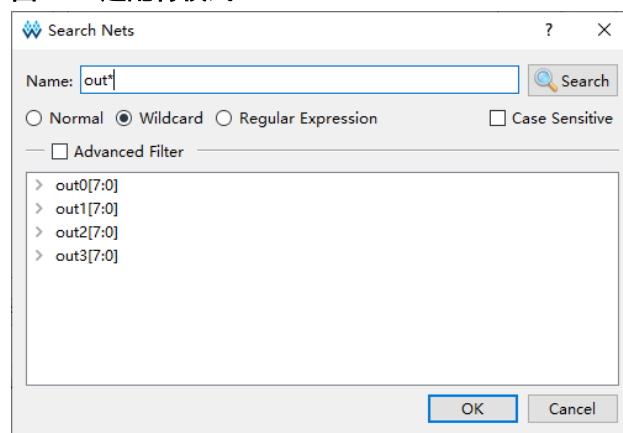 Search Nets ? ×
Name: out* Search
Normal Wildcard Regular Expression Case Sensitive
Advanced Filter
out0[7:0]
out1[7:0]
out2[7:0]
out3[7:0]
OK Cancel